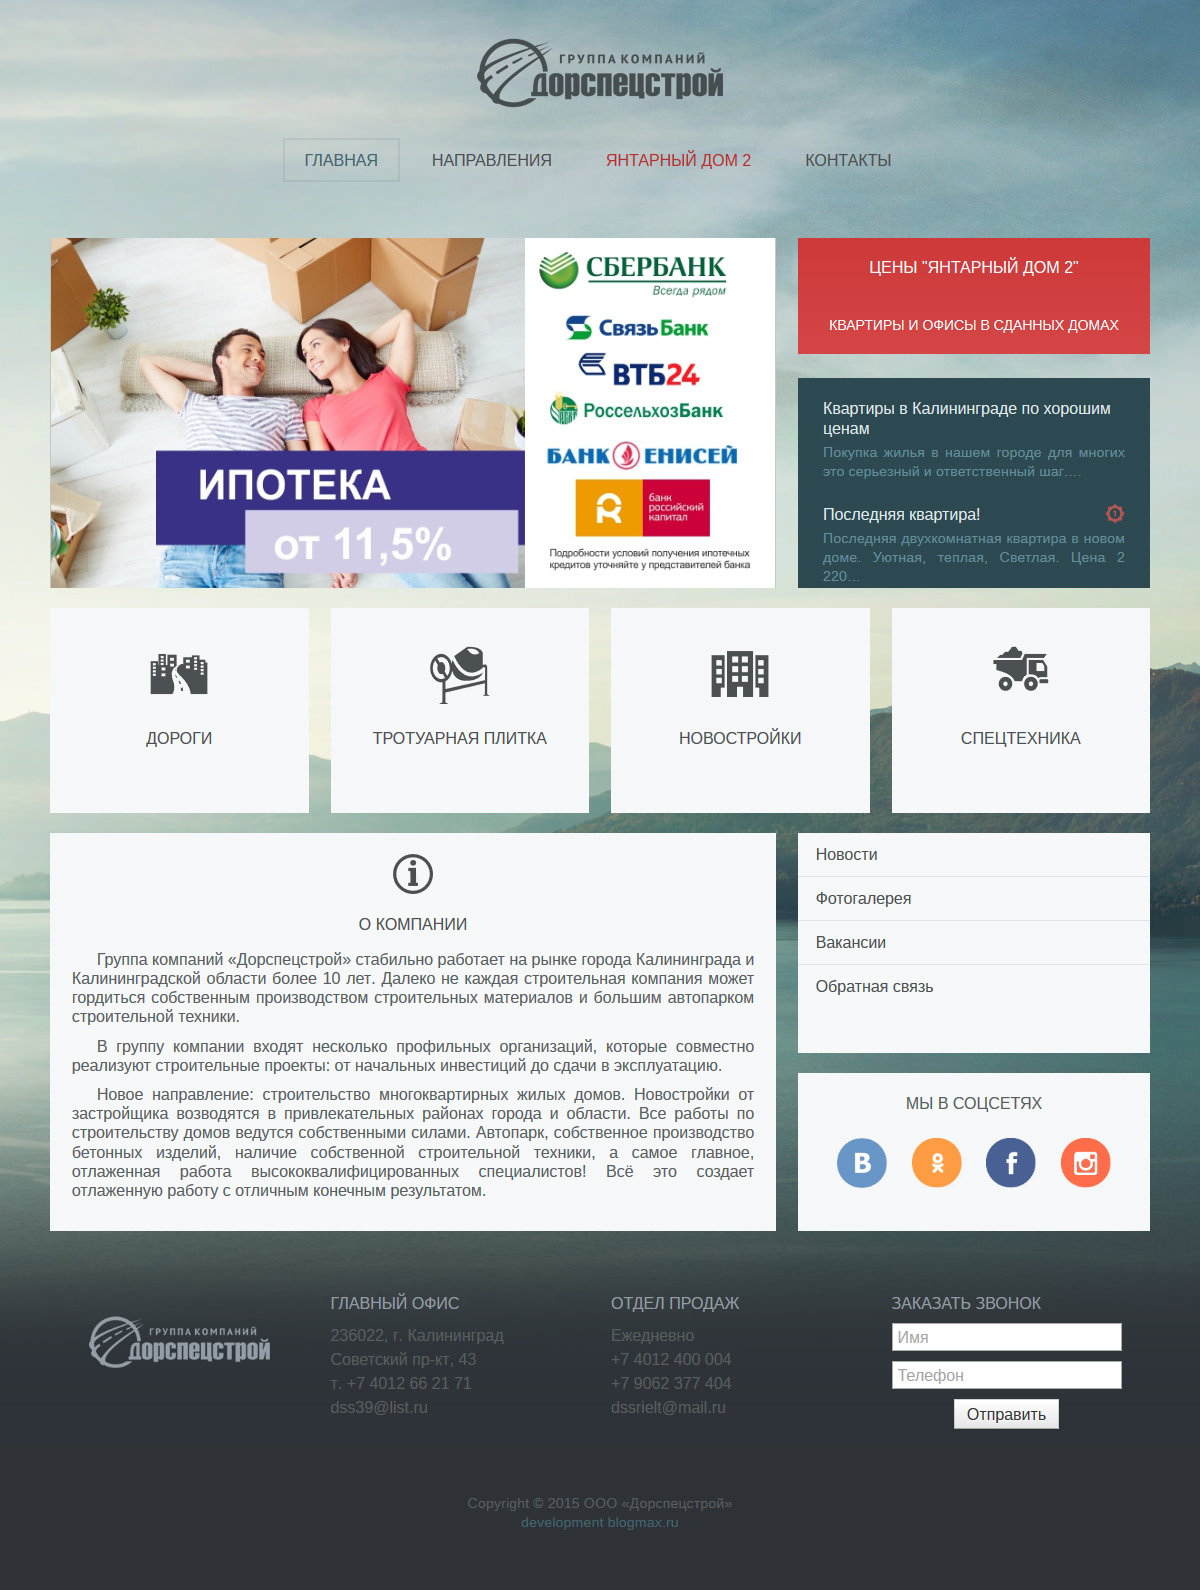 ГРУППА КОМПАНИЙ
дорспецстрой
ГЛАВНАЯ
НАПРАВЛЕНИЯ
ЯНТАРНЫЙ ДОМ 2
КОНТАКТЫ
ИПОТЕКА
от 11,5%
СБЕРБАНК
Всегда рядом
СвязьБанк
ВТБ24
РоссельхозБанк
БАНК ЕНИСЕЙ
банк
российский
капитал
Подробности условий получения ипотечных
кредитов уточняйте у представителей банка
ЦЕНЫ "ЯНТАРНЫЙ ДОМ 2"
КВАРТИРЫ И ОФИСЫ В СДАННЫХ ДОМАХ
Квартиры в Калининграде по хорошим
ценам
Покупка жилья в нашем городе для многих
это серьезный и ответственный шаг….
Последняя квартира!
Последняя двухкомнатная квартира в новом
доме. Уютная, теплая, Светлая. Цена 2
220…
ДОРОГИ
ТРОТУАРНАЯ ПЛИТКА
НОВОСТРОЙКИ
СПЕЦТЕХНИКА
О КОМПАНИИ
Группа компаний «Дорспецстрой» стабильно работает на рынке города Калининграда и
Калининградской области более 10 лет. Далеко не каждая строительная компания может
гордиться собственным производством строительных материалов и большим автопарком
строительной техники.
В группу компании входят несколько профильных организаций, которые совместно
реализуют строительные проекты: от начальных инвестиций до сдачи в эксплуатацию.
Новое направление: строительство многоквартирных жилых домов. Новостройки от
застройщика возводятся в привлекательных районах города и области. Все работы по
строительству домов ведутся собственными силами. Автопарк, собственное производство
бетонных изделий, наличие собственной строительной техники, а самое главное,
отлаженная работа высококвалифицированных специалистов! Всё это создает
отлаженную работу с отличным конечным результатом.
Новости
Фотогалерея
Вакансии
Обратная связь
МЫ В СОЦСЕТЯХ
ГРУППА КОМПАНИЙ
дорспецстрой
ГЛАВНЫЙ ОФИС
236022, г. Калининград
Советский пр-кт, 43
т. +7 4012 66 21 71
dss39@list.ru
ОТДЕЛ ПРОДАЖ
Ежедневно
+7 4012 400 004
+7 9062 377 404
dssrielt@mail.ru
ЗАКАЗАТЬ ЗВОНОК
Имя
Телефон
Отправить
Copyright © 2015 ООО «Дорспецстрой»
development blogmax.ru